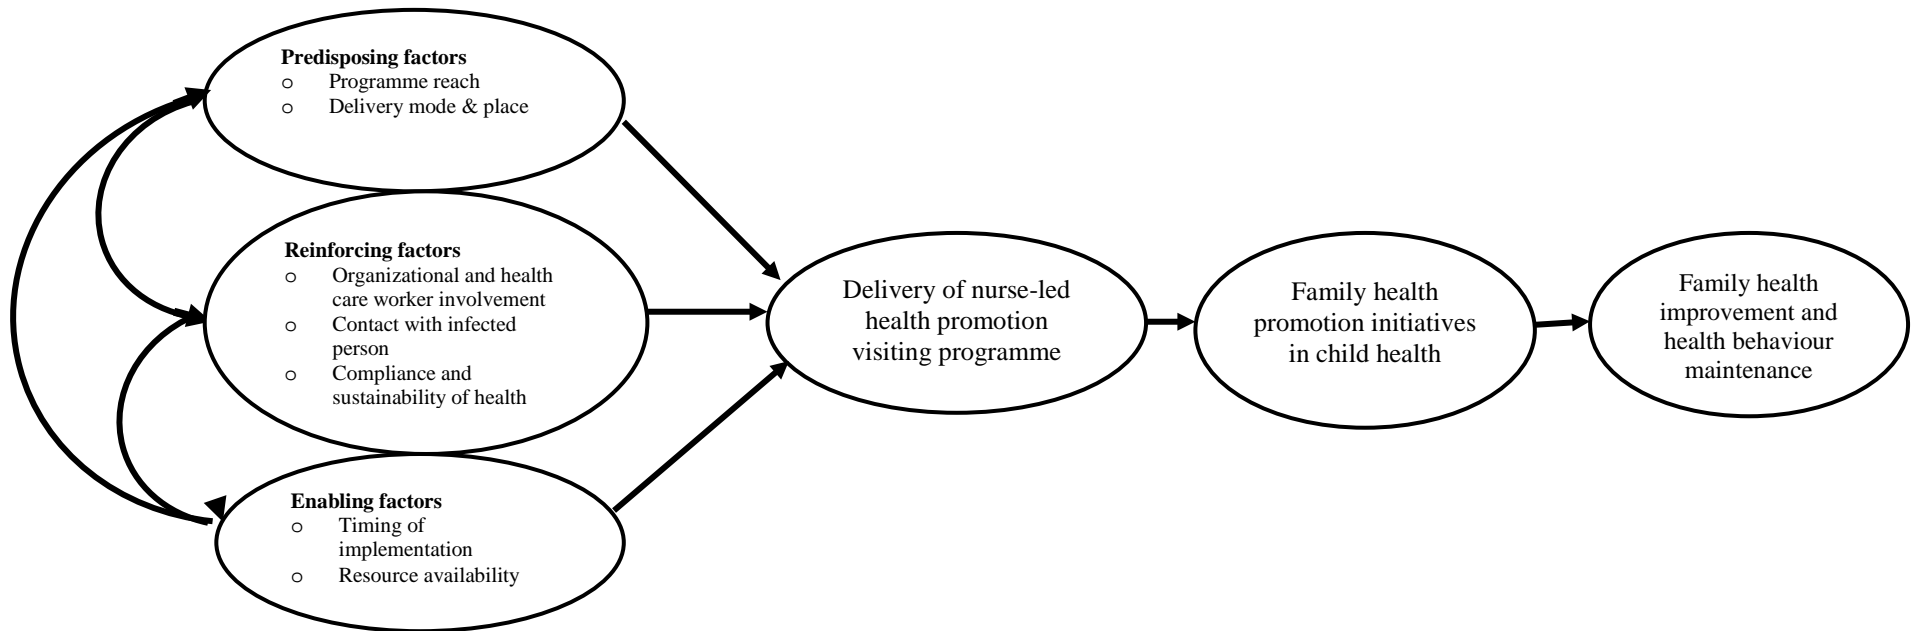 Predisposing factors
o Programme reach
o Delivery mode & place
Reinforcing factors
o Organizational and health
care worker involvement
o Contact with infected
person
o Compliance and
sustainability of health
Enabling factors
o Timing of
implementation
o Resource availability
Delivery of nurse-led
health promotion
visiting programme
Family health
promotion initiatives
in child health
Family health
improvement and
health behaviour
maintenance